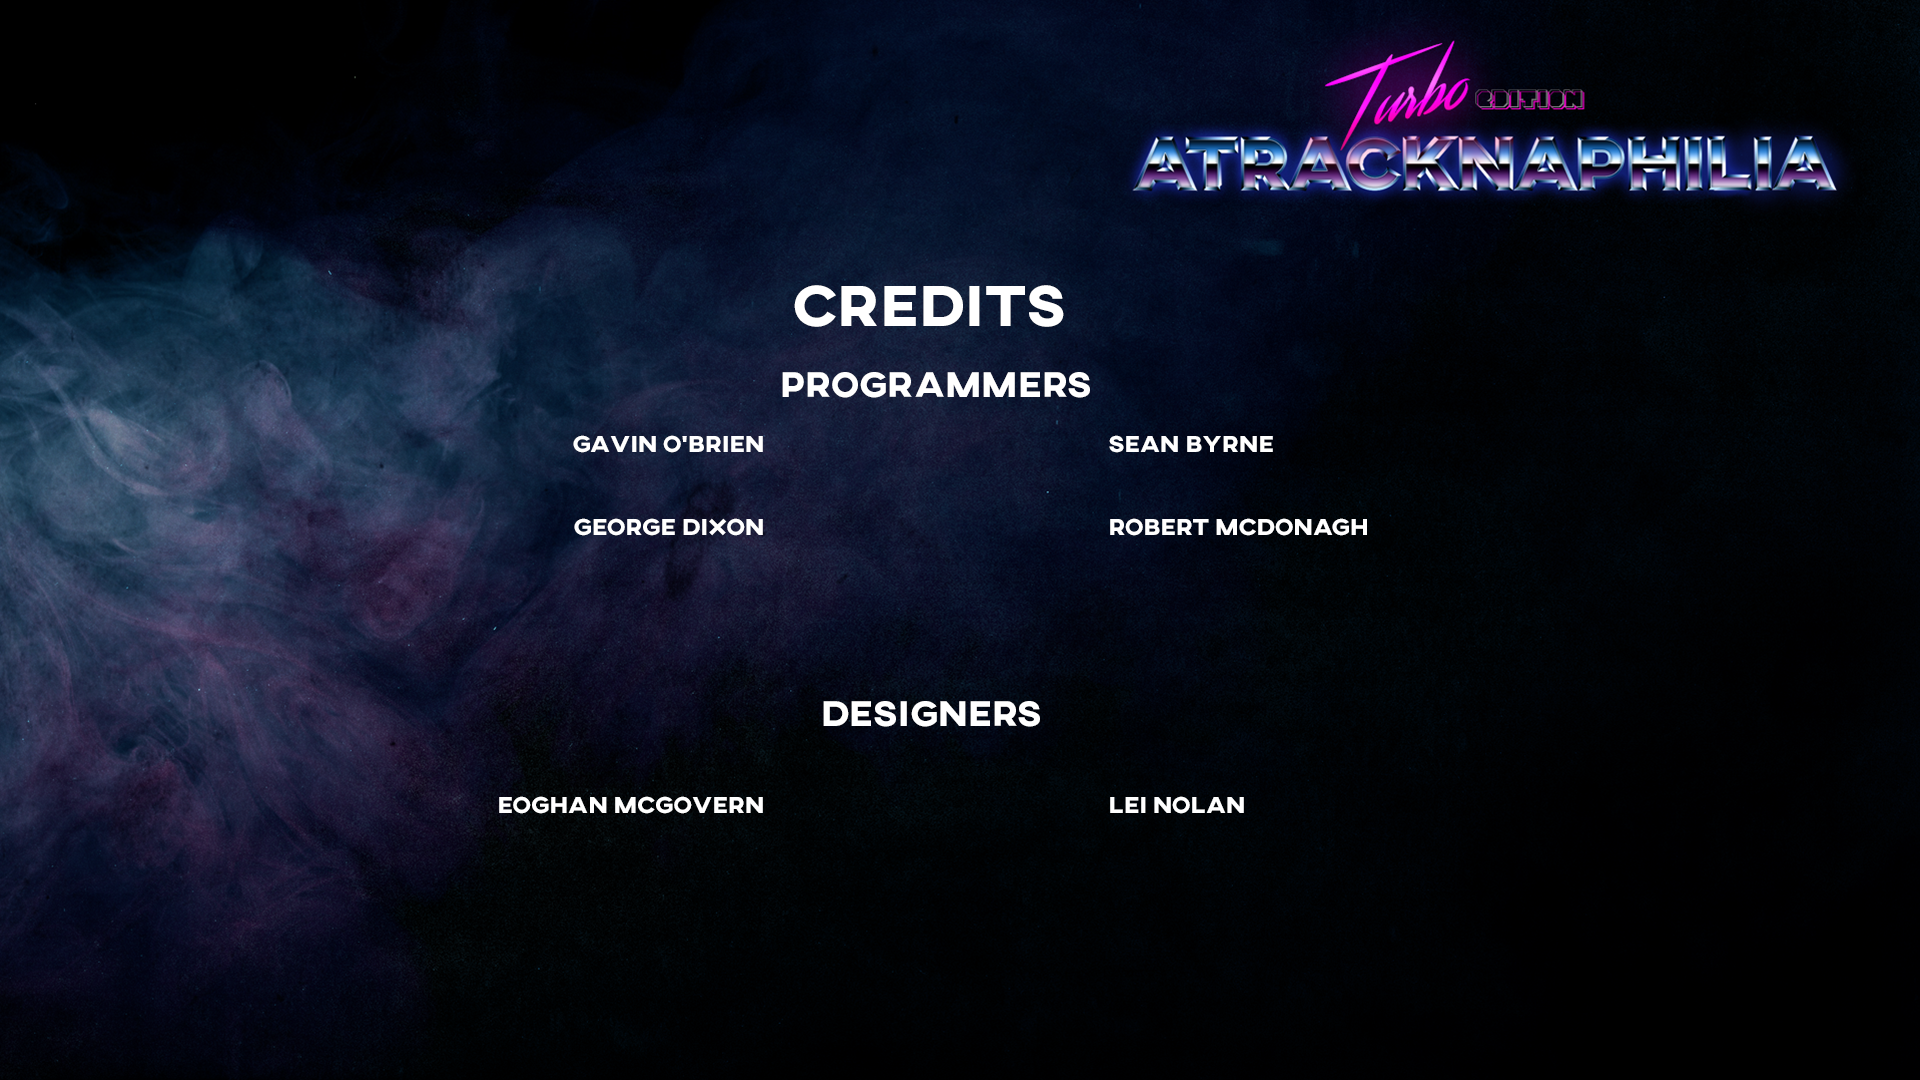 Turbo EDITION
ATRACKNAPHILIA
CREDITS
PROGRAMMERS
GAVIN O'BRIEN SEAN BYRNE
GEORGE DIXON ROBERT MCDONAGH
DESIGNERS
EOGHAN MCGOVERN LEI NOLAN